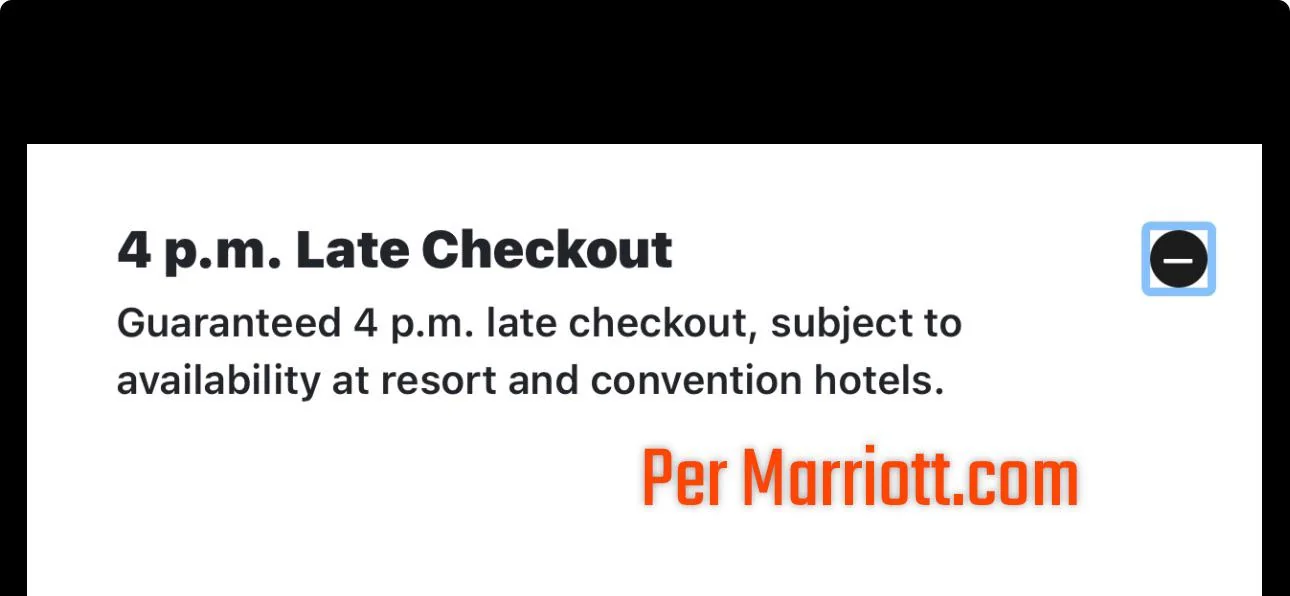 4 p.m. Late Checkout
Guaranteed 4 p.m. late checkout, subject to
availability at resort and convention hotels.
Per Marriott.com